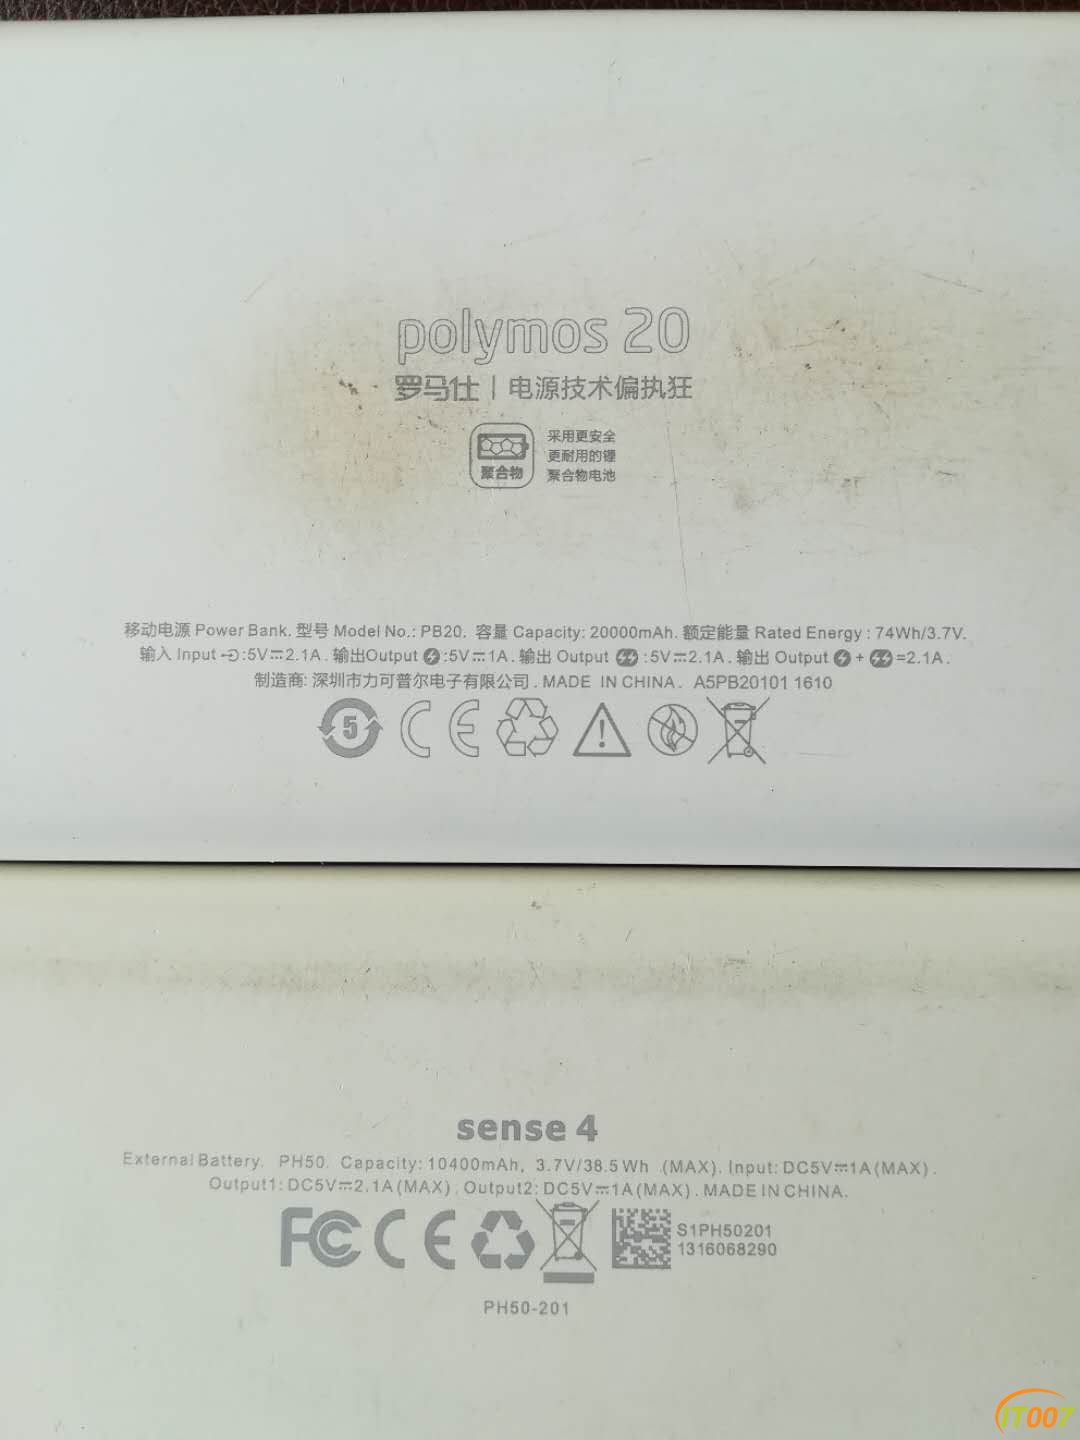 polymos 20
罗马仕 | 电源技术偏执狂
聚合物
采用更安全
更耐用的锂
聚合物电池
移动电源 Power Bank. 型号 Model No.: PB20. 容量 Capacity: 20000mAh. 额定能量 Rated Energy : 74Wh/3.7V.
输入 Input :5V⎓2.1A . 输出Output :5V⎓1A . 输出 Output :5V⎓2.1A . 输出 Output + =2.1A .
制造商: 深圳市力可普尔电子有限公司 . MADE IN CHINA . A5PB20101 1610
5 CE
sense 4
External Battery. PH50. Capacity: 10400mAh, 3.7V/38.5Wh (MAX). Input: DC5V⎓1A(MAX).
Output1: DC5V⎓2.1A(MAX). Output2: DC5V⎓1A(MAX). MADE IN CHINA.
FC CE
S1PH50201
1316068290
PH50-201
IT007